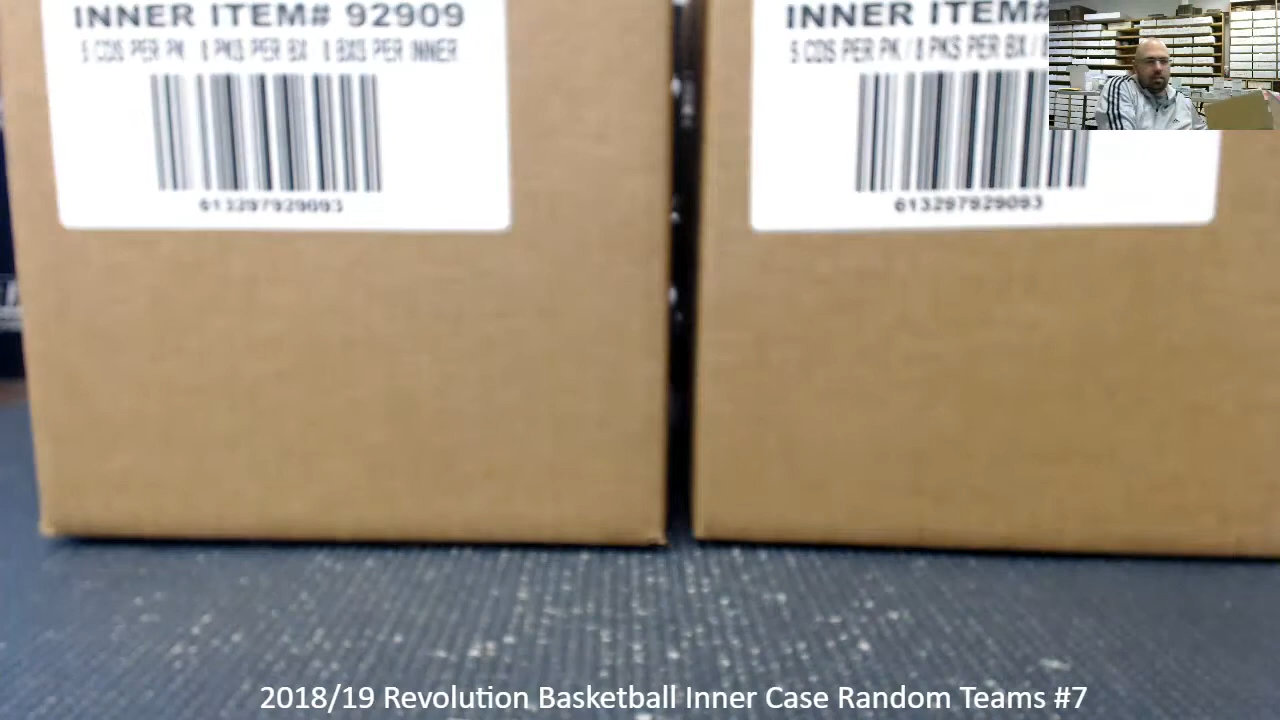 INNER ITEM# 92909
5 CDS PER PK 8 PKS PER BX 8 BXS PER INNER
613297929093
INNER ITEM#
5 CDS PER PK / 8 PKS PER BX /
613297929093
2018/19 Revolution Basketball Inner Case Random Teams #7